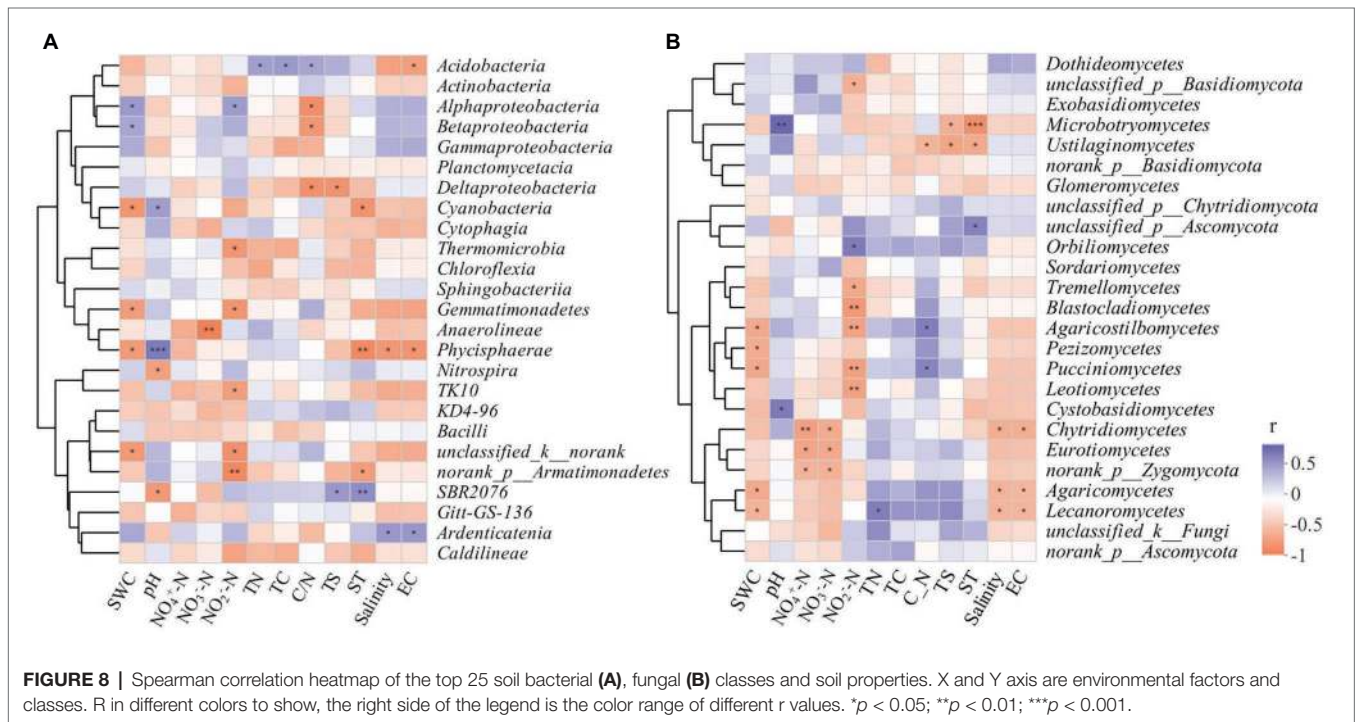 A
Acidobacteria
Actinobacteria
Alphaproteobacteria
Betaproteobacteria
Gammaproteobacteria
Planctomycetacia
Deltaproteobacteria
Cyanobacteria
Cytophagia
Thermomicrobia
Chloroflexia
Sphingobacteriia
Gemmatimonadetes
Anaerolineae
Phycisphaerae
Nitrospira
TK10
KD4-96
Bacilli
unclassified_k__norank
norank_p__Armatimonadetes
SBR2076
Gitt-GS-136
Ardenticatenia
Caldilineae
SWC
pH
NO₄⁺-N
NO₃⁻-N
NO₂⁻-N
TN
TC
C/N
TS
ST
Salinity
EC
B
Dothideomycetes
unclassified_p__Basidiomycota
Exobasidiomycetes
Microbotryomycetes
Ustilaginomycetes
norank_p__Basidiomycota
Glomeromycetes
unclassified_p__Chytridiomycota
unclassified_p__Ascomycota
Orbiliomycetes
Sordariomycetes
Tremellomycetes
Blastocladiomycetes
Agaricostilbomycetes
Pezizomycetes
Pucciniomycetes
Leotiomycetes
Cystobasidiomycetes
Chytridiomycetes
Eurotiomycetes
norank_p__Zygomycota
Agaricomycetes
Lecanoromycetes
unclassified_k__Fungi
norank_p__Ascomycota
SWC
pH
NO₄⁺-N
NO₃⁻-N
NO₂⁻-N
TN
TC
C_N
TS
ST
Salinity
EC
r
0.5
0
-0.5
-1
FIGURE 8 | Spearman correlation heatmap of the top 25 soil bacterial (A), fungal (B) classes and soil properties. X and Y axis are environmental factors and
classes. R in different colors to show, the right side of the legend is the color range of different r values. *p < 0.05; **p < 0.01; ***p < 0.001.